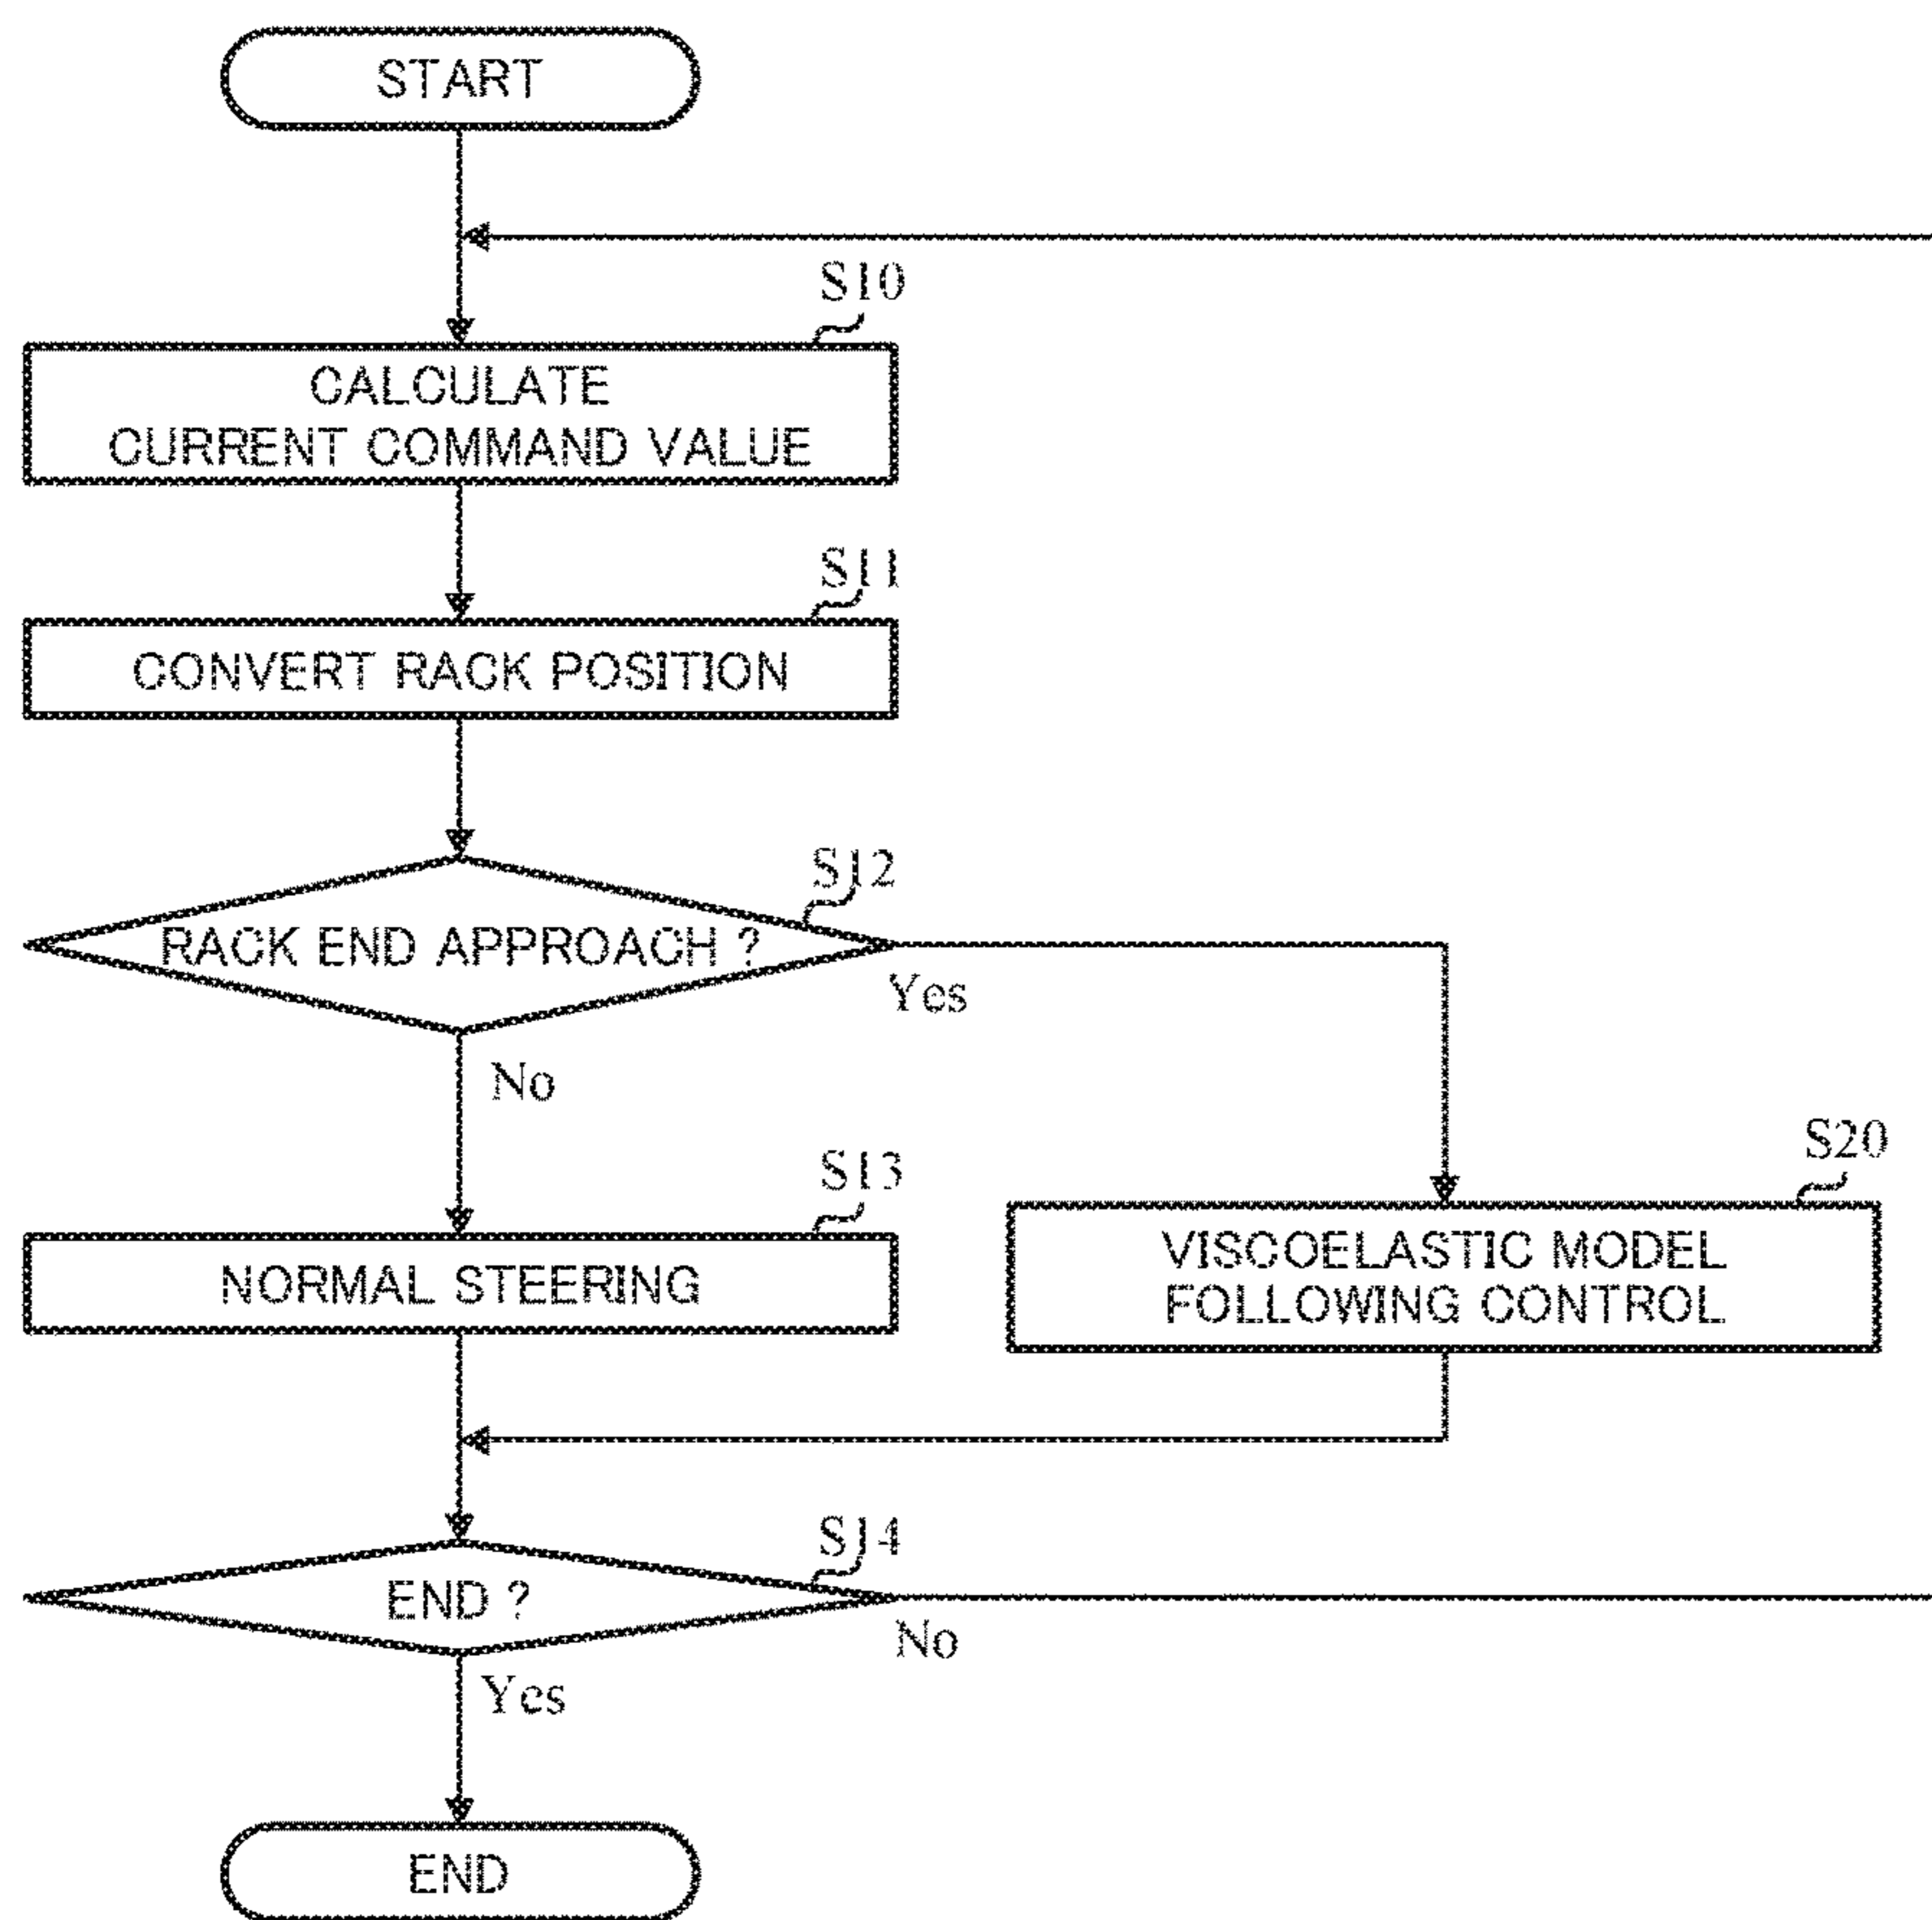 START
S10
CALCULATE
CURRENT COMMAND VALUE
S11
CONVERT RACK POSITION
S12
RACK END APPROACH ?
Yes
No
S13
NORMAL STEERING
S20
VISCOELASTIC MODEL
FOLLOWING CONTROL
S14
END ?
No
Yes
END